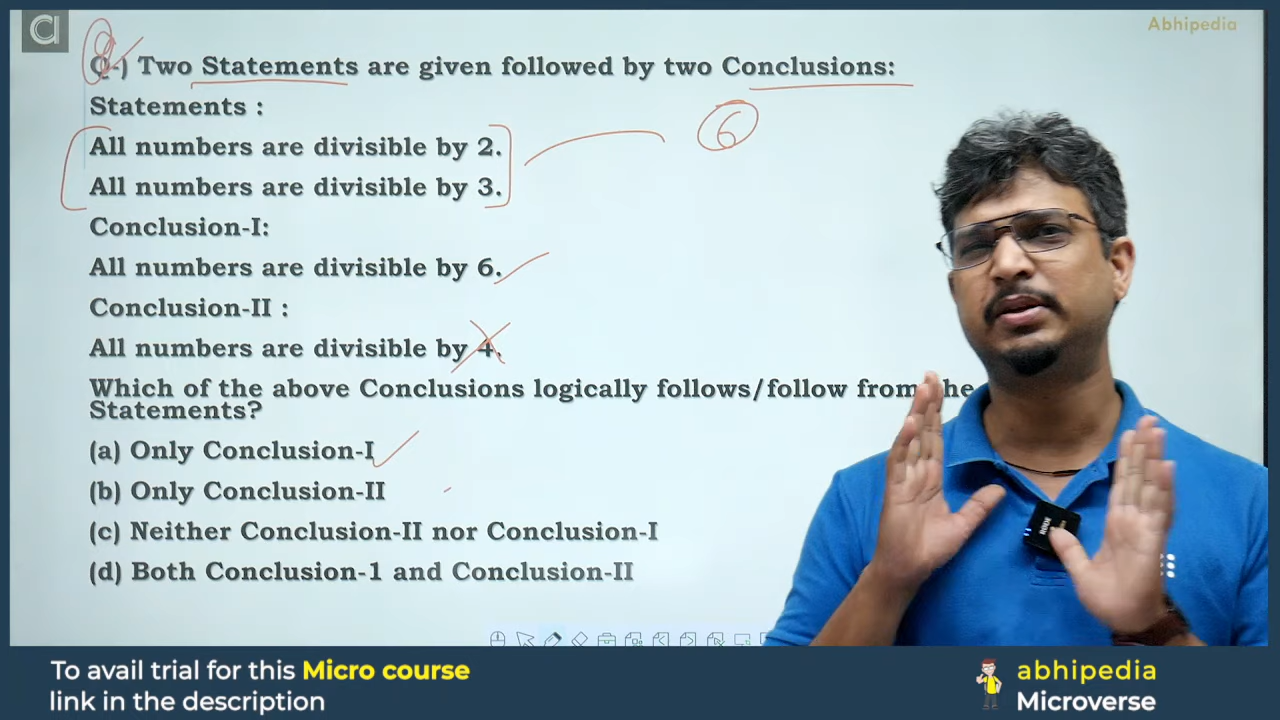 Abhipedia
Q-) Two Statements are given followed by two Conclusions:
Statements :
All numbers are divisible by 2.
All numbers are divisible by 3.
6
Conclusion-I:
All numbers are divisible by 6.
Conclusion-II :
All numbers are divisible by 4.
Which of the above Conclusions logically follows/follow from the
Statements?
(a) Only Conclusion-I
(b) Only Conclusion-II
(c) Neither Conclusion-II nor Conclusion-I
(d) Both Conclusion-1 and Conclusion-II
To avail trial for this Micro course
link in the description
abhipedia
Microverse